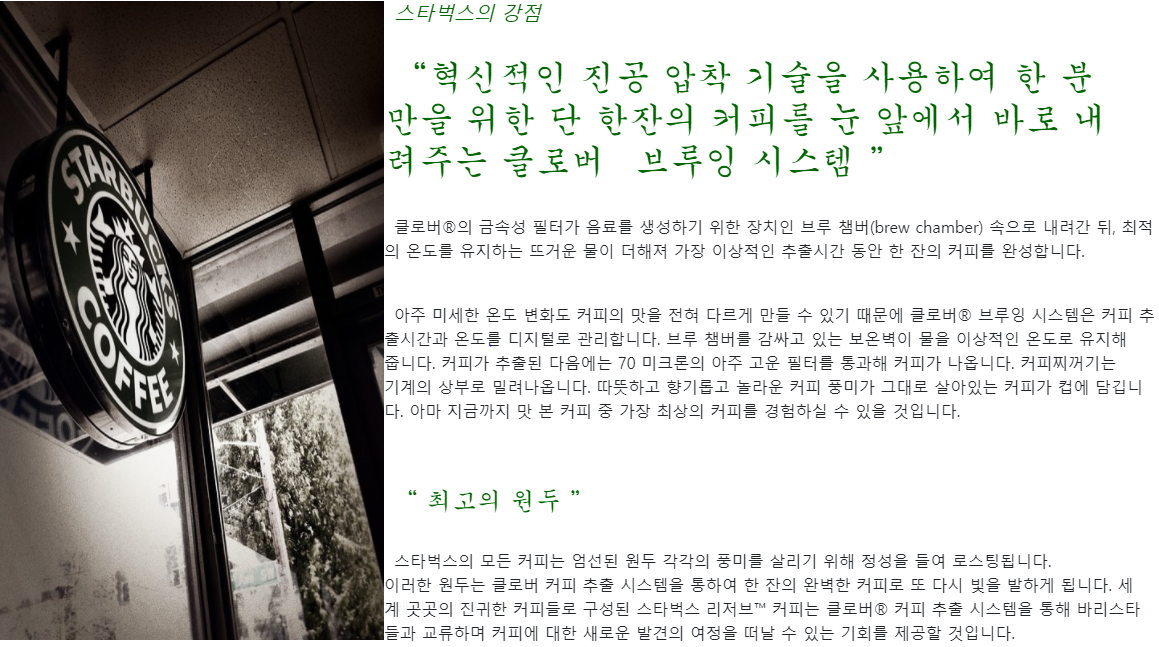 STARBUCKS
COFFEE
스타벅스의 강점
“혁신적인 진공 압착 기술을 사용하여 한 분
만을 위한 단 한잔의 커피를 눈 앞에서 바로 내
려주는 클로버 브루잉 시스템 ”
클로버®의 금속성 필터가 음료를 생성하기 위한 장치인 브루 챔버(brew chamber) 속으로 내려간 뒤, 최적
의 온도를 유지하는 뜨거운 물이 더해져 가장 이상적인 추출시간 동안 한 잔의 커피를 완성합니다.
아주 미세한 온도 변화도 커피의 맛을 전혀 다르게 만들 수 있기 때문에 클로버® 브루잉 시스템은 커피 추
출시간과 온도를 디지털로 관리합니다. 브루 챔버를 감싸고 있는 보온벽이 물을 이상적인 온도로 유지해
줍니다. 커피가 추출된 다음에는 70 미크론의 아주 고운 필터를 통과해 커피가 나옵니다. 커피찌꺼기는
기계의 상부로 밀려나옵니다. 따뜻하고 향기롭고 놀라운 커피 풍미가 그대로 살아있는 커피가 컵에 담깁니
다. 아마 지금까지 맛 본 커피 중 가장 최상의 커피를 경험하실 수 있을 것입니다.
“ 최고의 원두 ”
스타벅스의 모든 커피는 엄선된 원두 각각의 풍미를 살리기 위해 정성을 들여 로스팅됩니다.
이러한 원두는 클로버 커피 추출 시스템을 통하여 한 잔의 완벽한 커피로 또 다시 빛을 발하게 됩니다. 세
계 곳곳의 진귀한 커피들로 구성된 스타벅스 리저브™ 커피는 클로버® 커피 추출 시스템을 통해 바리스타
들과 교류하며 커피에 대한 새로운 발견의 여정을 떠날 수 있는 기회를 제공할 것입니다.